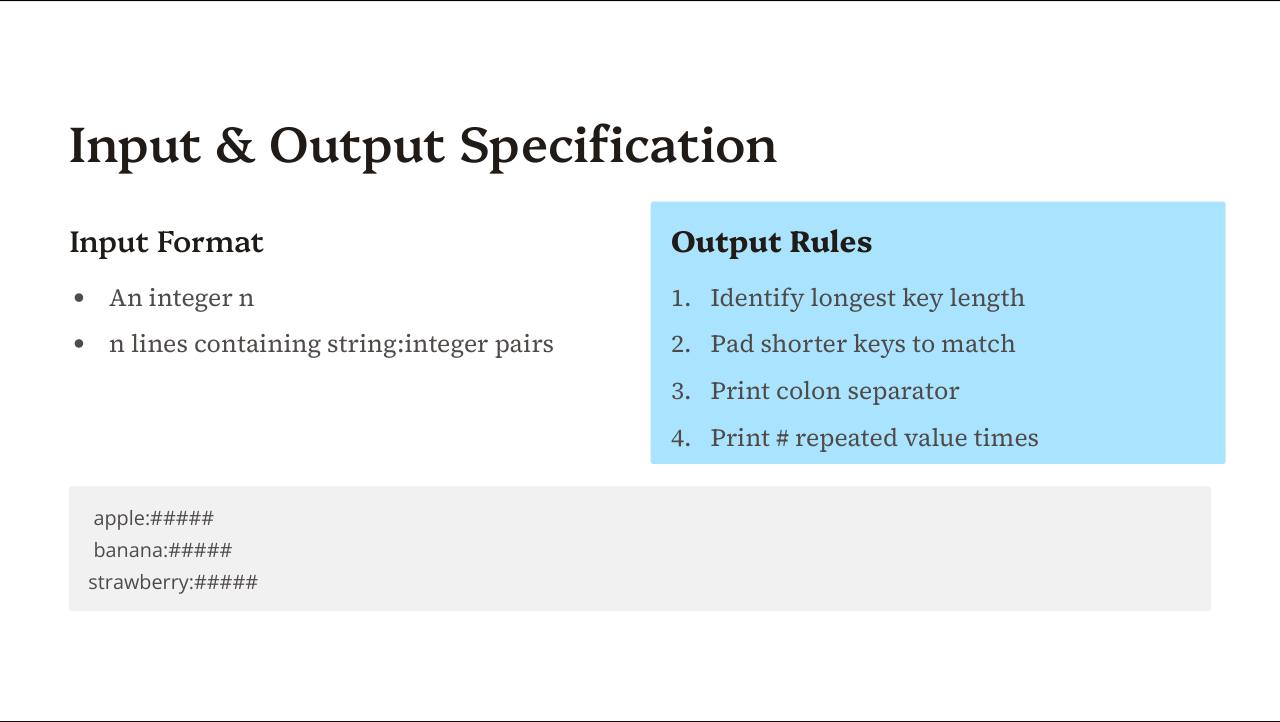 Input & Output Specification
Input Format
• An integer n
• n lines containing string:integer pairs
Output Rules
1. Identify longest key length
2. Pad shorter keys to match
3. Print colon separator
4. Print # repeated value times
apple:#####
banana:#####
strawberry:#####